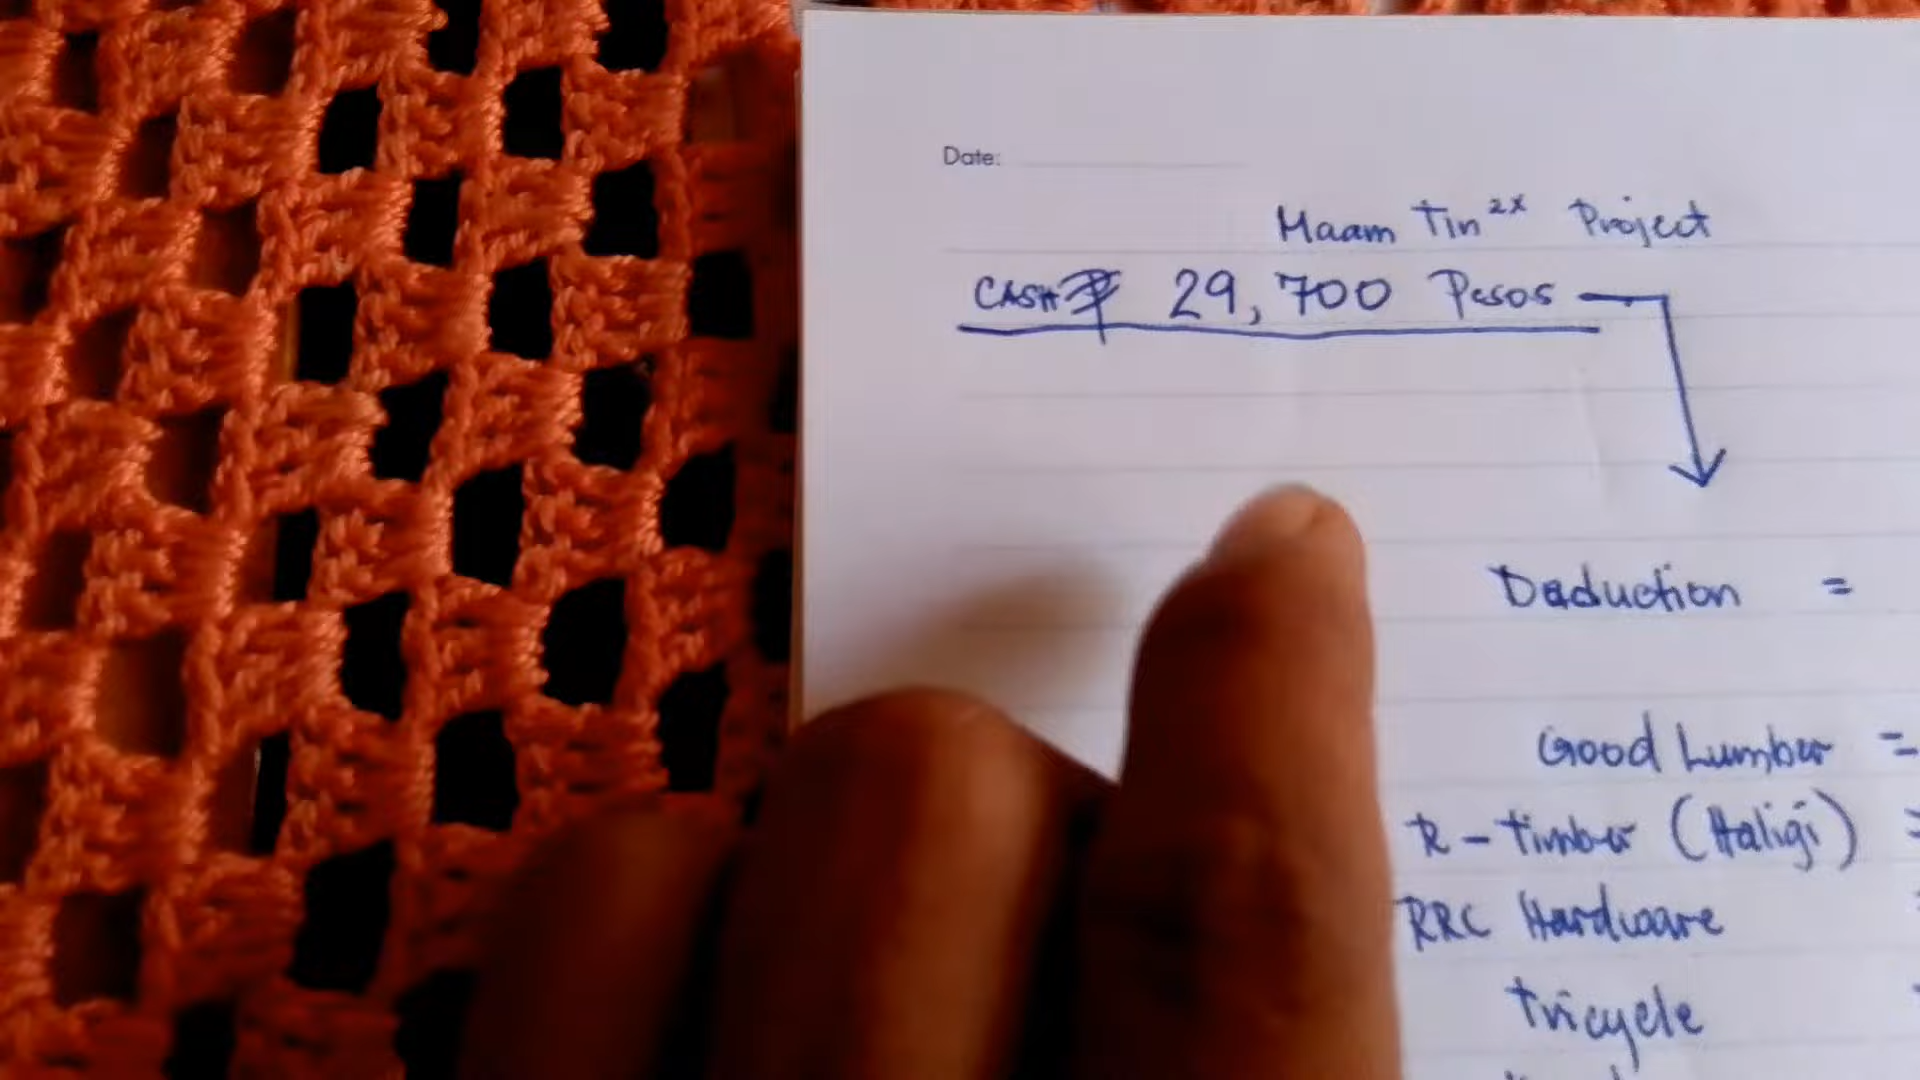 Date:
Maam Tin 2x Project
CASH ₱ 29,700 Pesos
Deduction =
Good Lumber =
R-timber (Haligi) =
RRC Hardware
Tricycle